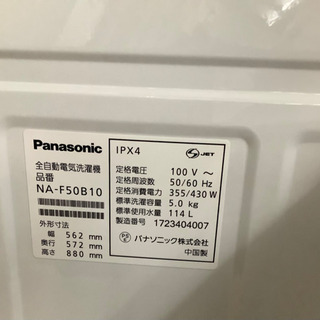 Panasonic
全自動電気洗濯機
品番
NA-F50B10
外形寸法
幅 562 mm
奥行 572 mm
高さ 880 mm
IPX4
S JET
定格電圧 100 V ～
定格周波数 50/60 Hz
定格消費電力 355/430 W
標準洗濯容量 5.0 kg
標準使用水量 114 L
製造番号 1723404007
PS E パナソニック株式会社
中国製